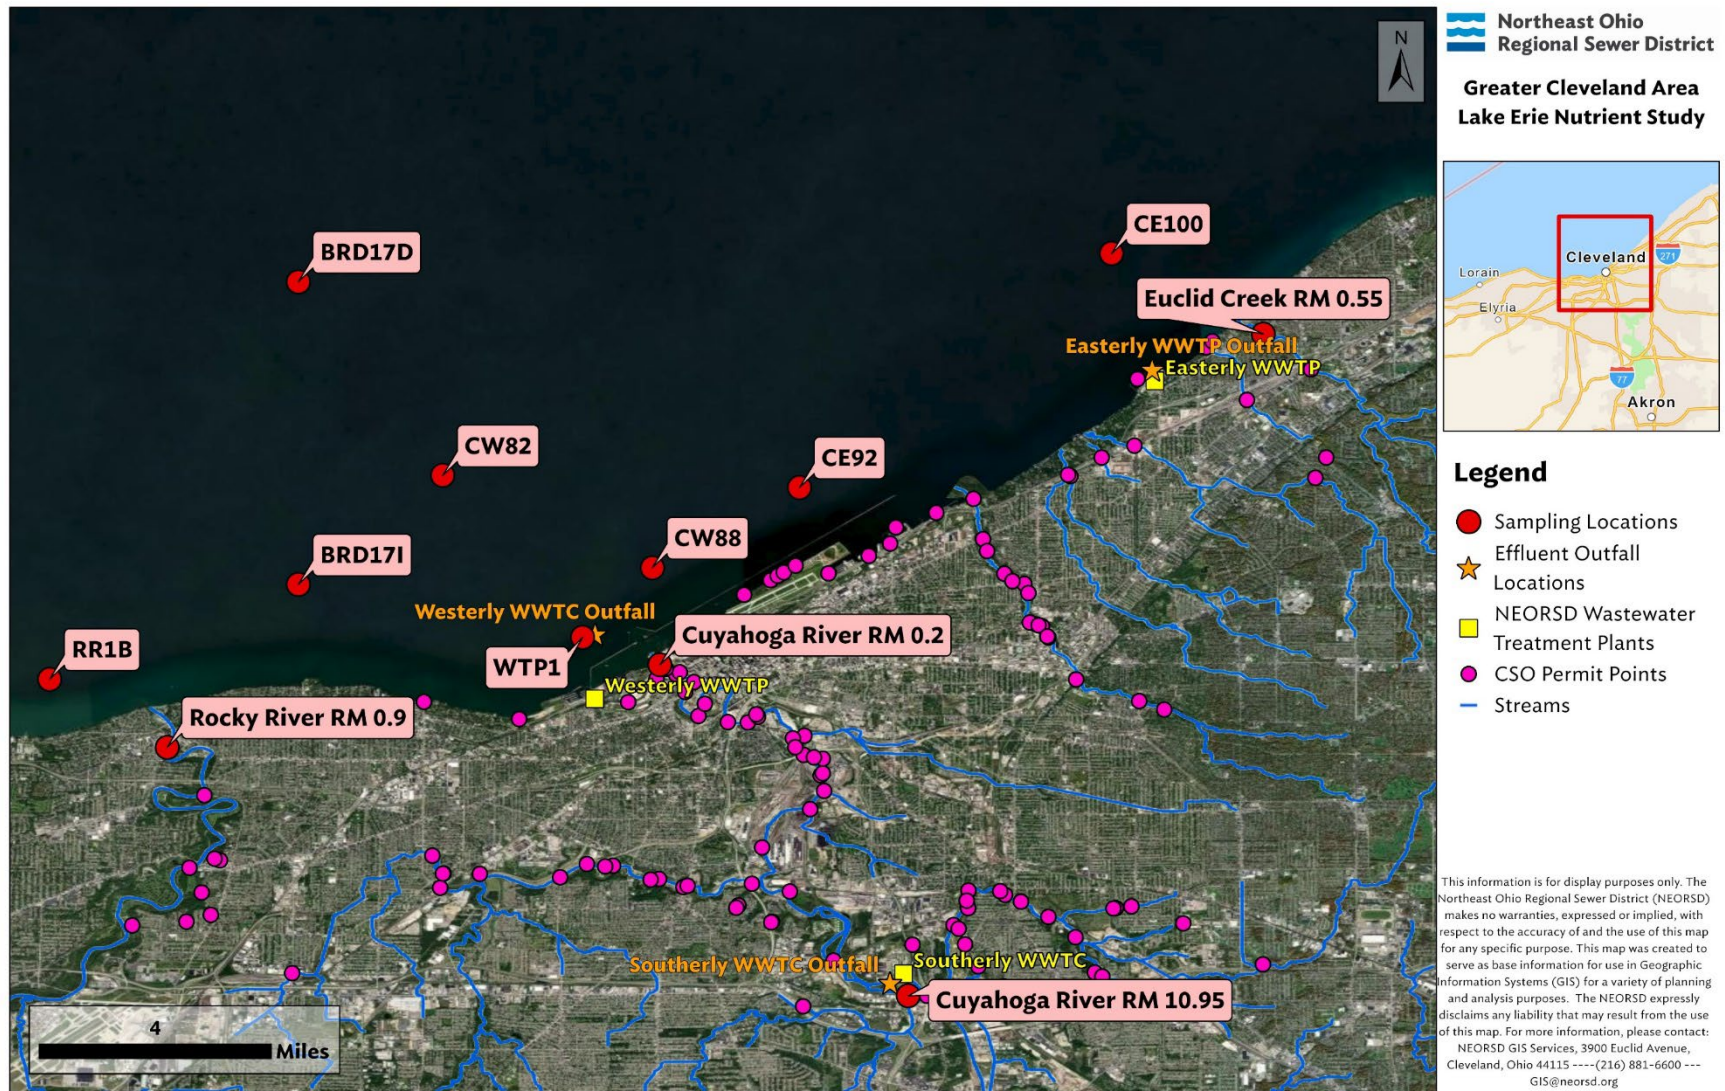 Northeast Ohio
Regional Sewer District
Greater Cleveland Area
Lake Erie Nutrient Study
N
CE100
BRD17D
Euclid Creek RM 0.55
Easterly WWTP Outfall
Easterly WWTP
CW82
CE92
CW88
BRD17I
Westerly WWTC Outfall
Cuyahoga River RM 0.2
RR1B
WTP1
Westerly WWTP
Rocky River RM 0.9
Southerly WWTC Outfall
Southerly WWTC
Cuyahoga River RM 10.95
4
Miles
Cleveland
271
Lorain
Elyria
77
Akron
Legend
Sampling Locations
Effluent Outfall
Locations
NEORSD Wastewater
Treatment Plants
CSO Permit Points
Streams
This information is for display purposes only. The
Northeast Ohio Regional Sewer District (NEORSD)
makes no warranties, expressed or implied, with
respect to the accuracy of and the use of this map
for any specific purpose. This map was created to
serve as base information for use in Geographic
Information Systems (GIS) for a variety of planning
and analysis purposes. The NEORSD expressly
disclaims any liability that may result from the use
of this map. For more information, please contact:
NEORSD GIS Services, 3900 Euclid Avenue,
Cleveland, Ohio 44115 ----(216) 881-6600 ---
GIS@neorsd.org